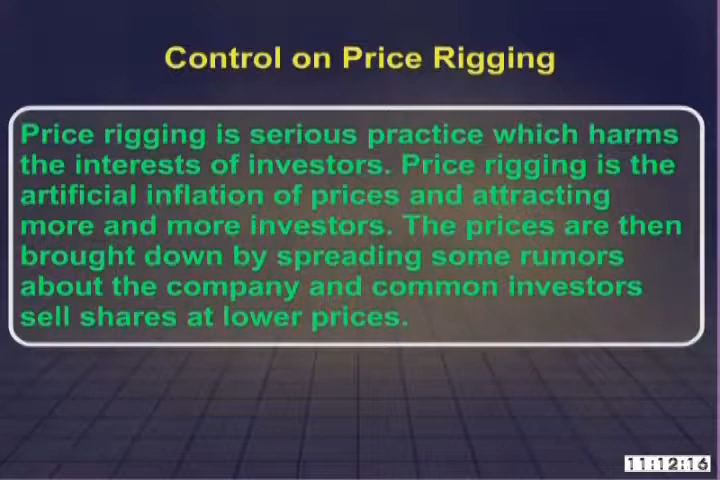 Control on Price Rigging
Price rigging is serious practice which harms
the interests of investors. Price rigging is the
artificial inflation of prices and attracting
more and more investors. The prices are then
brought down by spreading some rumors
about the company and common investors
sell shares at lower prices.
11:12:16